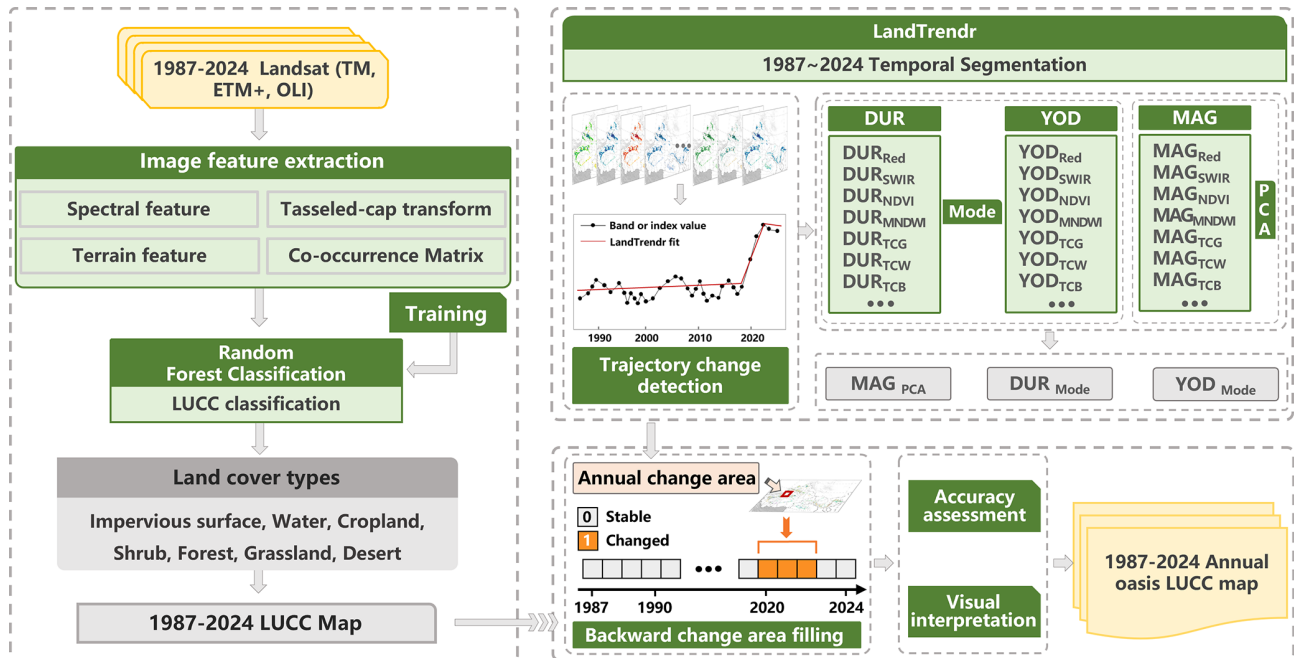 1987-2024 Landsat (TM,
ETM+, OLI)
Image feature extraction
Spectral feature
Tasseled-cap transform
Terrain feature
Co-occurrence Matrix
Training
Random
Forest Classification
LUCC classification
Land cover types
Impervious surface, Water, Cropland,
Shrub, Forest, Grassland, Desert
1987-2024 LUCC Map
LandTrendr
1987~2024 Temporal Segmentation
Band or index value
LandTrendr fit
1990 2000 2010 2020
Trajectory change
detection
DUR
DURRed
DURSWIR
DURNDVI
DURMNDWI
DURTCG
DURTCW
DURTCB
•••
Mode
YOD
YODRed
YODSWIR
YODNDVI
YODMNDWI
YODTCG
YODTCW
YODTCB
•••
MAG
MAGRed
MAGSWIR
MAGNDVI
MAGMNDWI
MAGTCG
MAGTCW
MAGTCB
•••
P
C
A
MAG PCA
DUR Mode
YOD Mode
Annual change area
0 Stable
1 Changed
•••
1987 1990 2020 2024
Backward change area filling
Accuracy
assessment
Visual
interpretation
1987-2024 Annual
oasis LUCC map